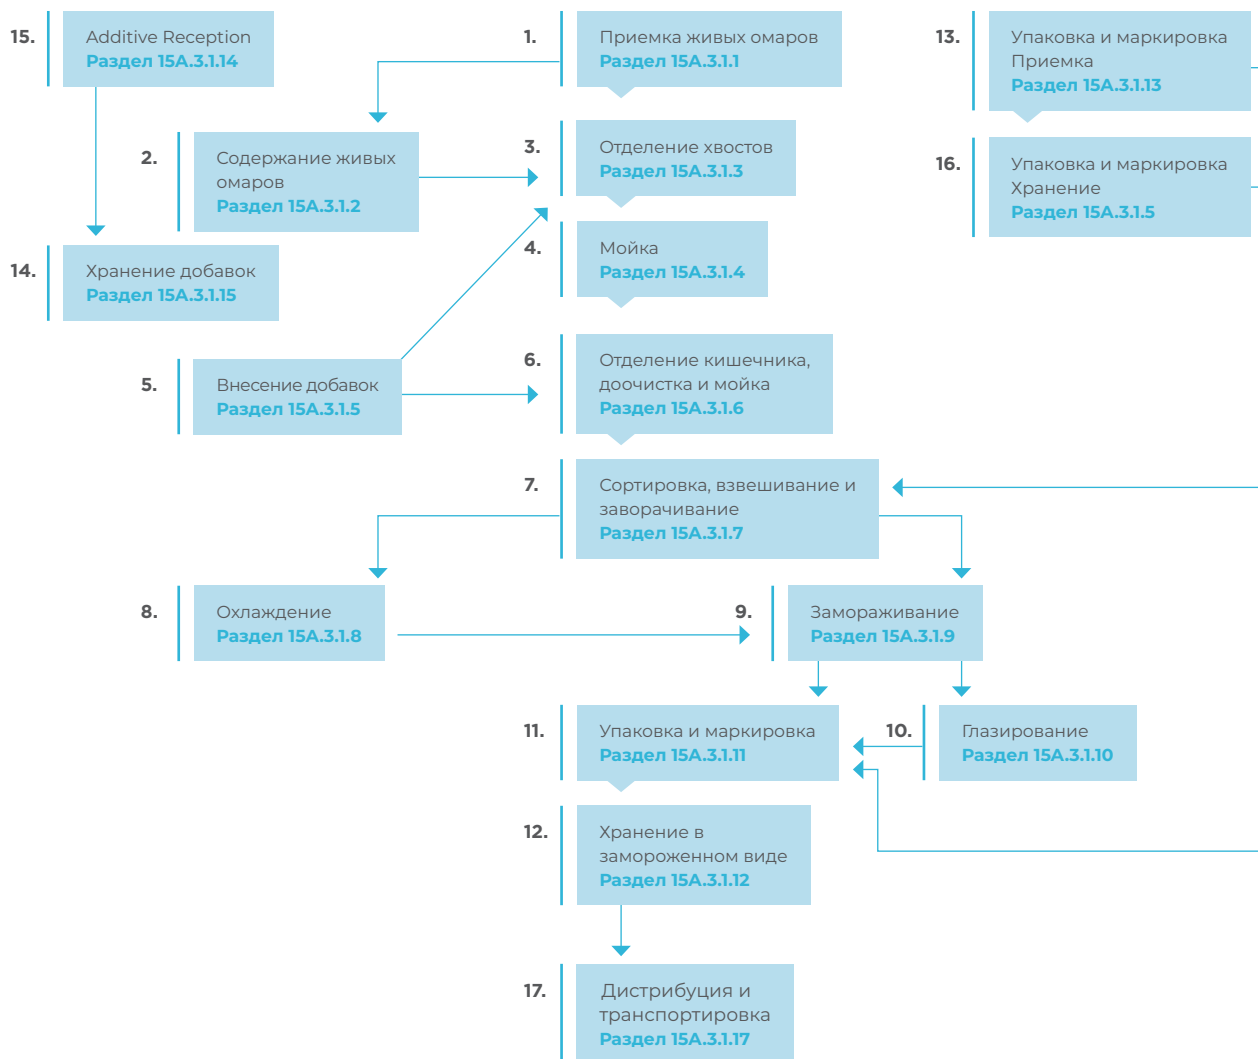 15.
Additive Reception
Раздел 15A.3.1.14
1.
Приемка живых омаров
Раздел 15A.3.1.1
13.
Упаковка и маркировка
Приемка
Раздел 15A.3.1.13
2.
Содержание живых
омаров
Раздел 15A.3.1.2
3.
Отделение хвостов
Раздел 15A.3.1.3
16.
Упаковка и маркировка
Хранение
Раздел 15A.3.1.5
14.
Хранение добавок
Раздел 15A.3.1.15
4.
Мойка
Раздел 15A.3.1.4
5.
Внесение добавок
Раздел 15A.3.1.5
6.
Отделение кишечника,
доочистка и мойка
Раздел 15A.3.1.6
7.
Сортировка, взвешивание и
заворачивание
Раздел 15A.3.1.7
8.
Охлаждение
Раздел 15A.3.1.8
9.
Замораживание
Раздел 15A.3.1.9
11.
Упаковка и маркировка
Раздел 15A.3.1.11
10.
Глазирование
Раздел 15A.3.1.10
12.
Хранение в
замороженном виде
Раздел 15A.3.1.12
17.
Дистрибуция и
транспортировка
Раздел 15A.3.1.17